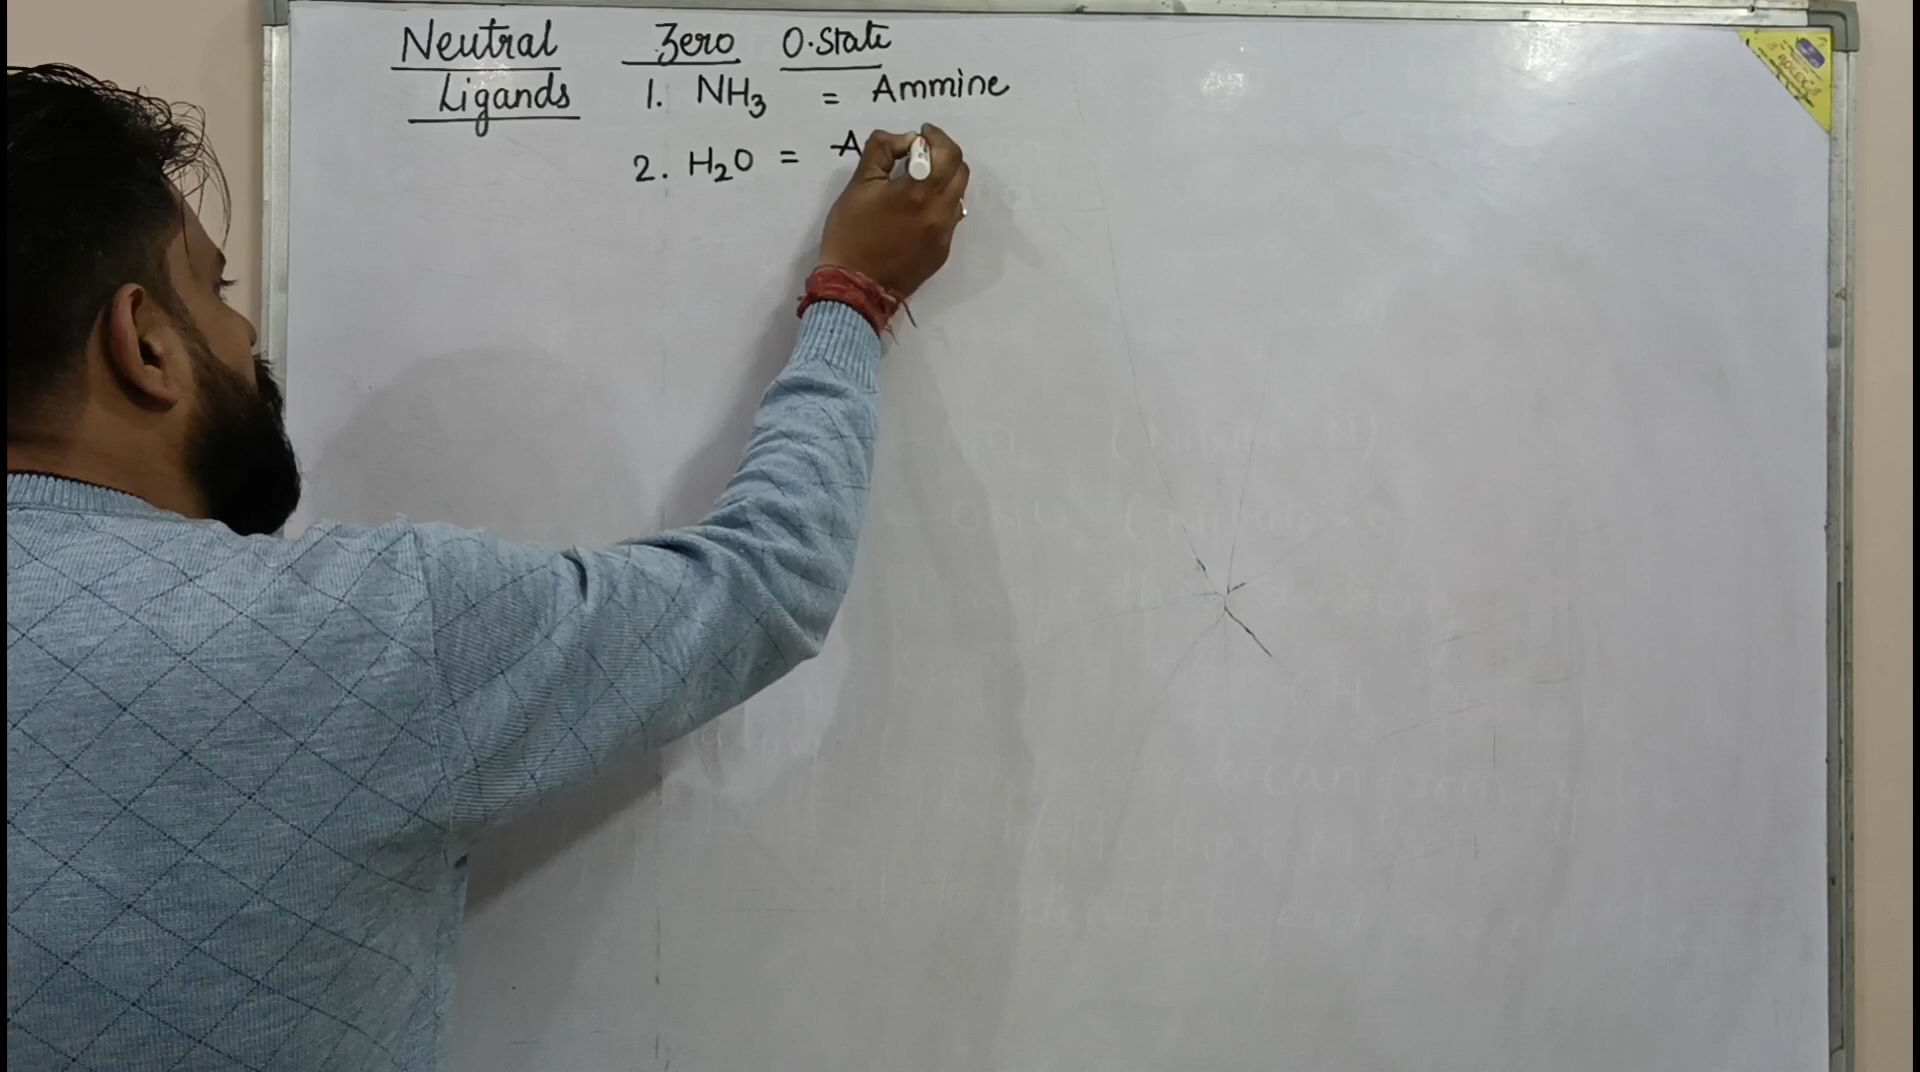 Neutral Zero O.State
Ligands 1. NH3 = Ammine
2. H2O = A